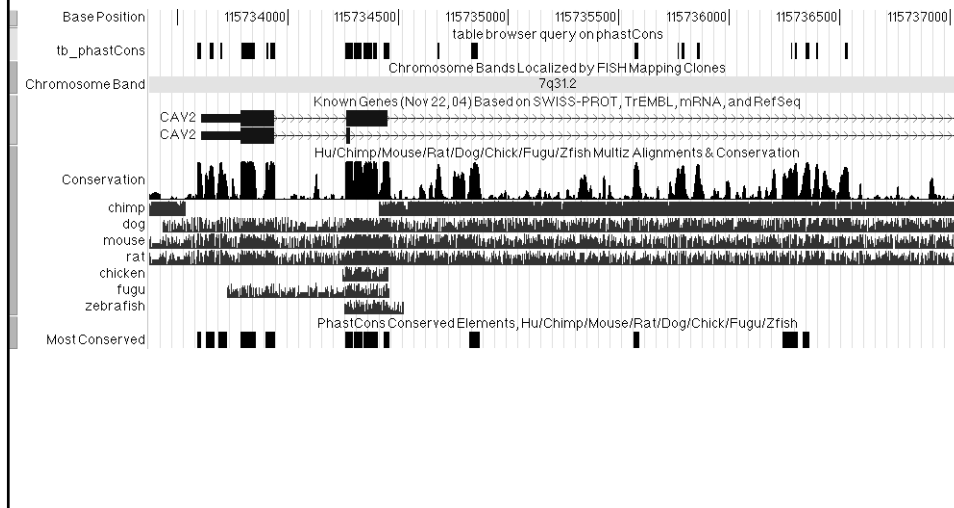 Base Position 115734000| 115734500| 115735000| 115735500| 115736000| 115736500| 115737000|
table browser query on phastCons
tb_phastCons
Chromosome Bands Localized by FISH Mapping Clones
Chromosome Band 7q31.2
Known Genes (Nov 22, 04) Based on SWISS-PROT, TrEMBL, mRNA, and RefSeq
CAV2
CAV2
Hu/Chimp/Mouse/Rat/Dog/Chick/Fugu/Zfish Multiz Alignments & Conservation
Conservation
chimp
dog
mouse
rat
chicken
fugu
zebrafish
PhastCons Conserved Elements, Hu/Chimp/Mouse/Rat/Dog/Chick/Fugu/Zfish
Most Conserved